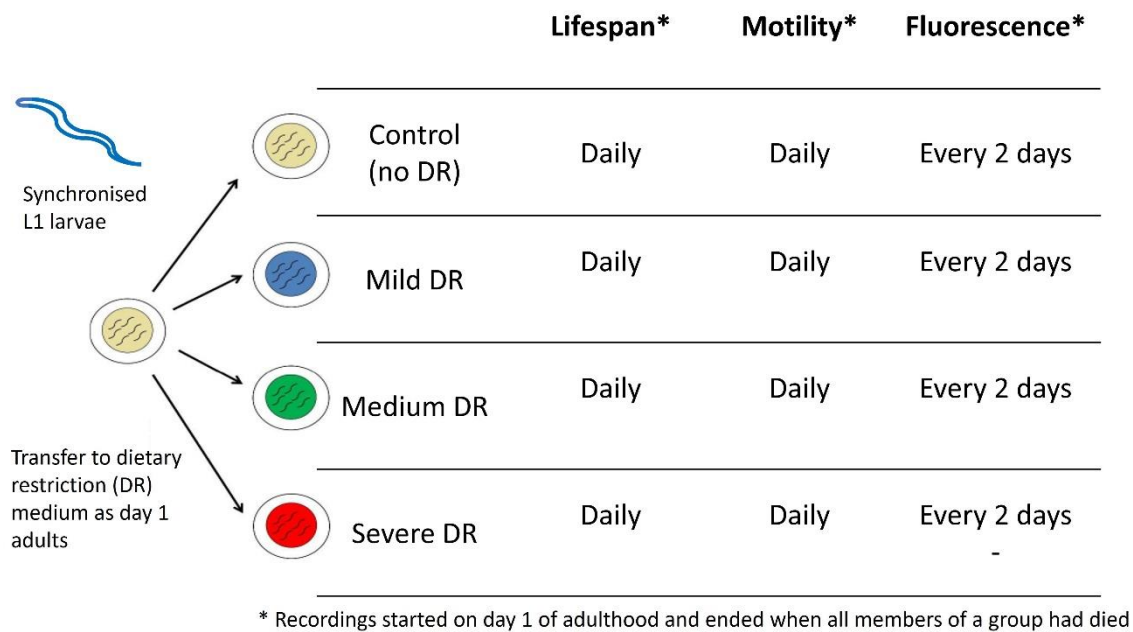 Lifespan* Motility* Fluorescence*
Synchronised
L1 larvae
Control
(no DR)
Daily Daily Every 2 days
Mild DR
Daily Daily Every 2 days
Medium DR
Daily Daily Every 2 days
Transfer to dietary
restriction (DR)
medium as day 1
adults
Severe DR
Daily Daily Every 2 days
-
* Recordings started on day 1 of adulthood and ended when all members of a group had died